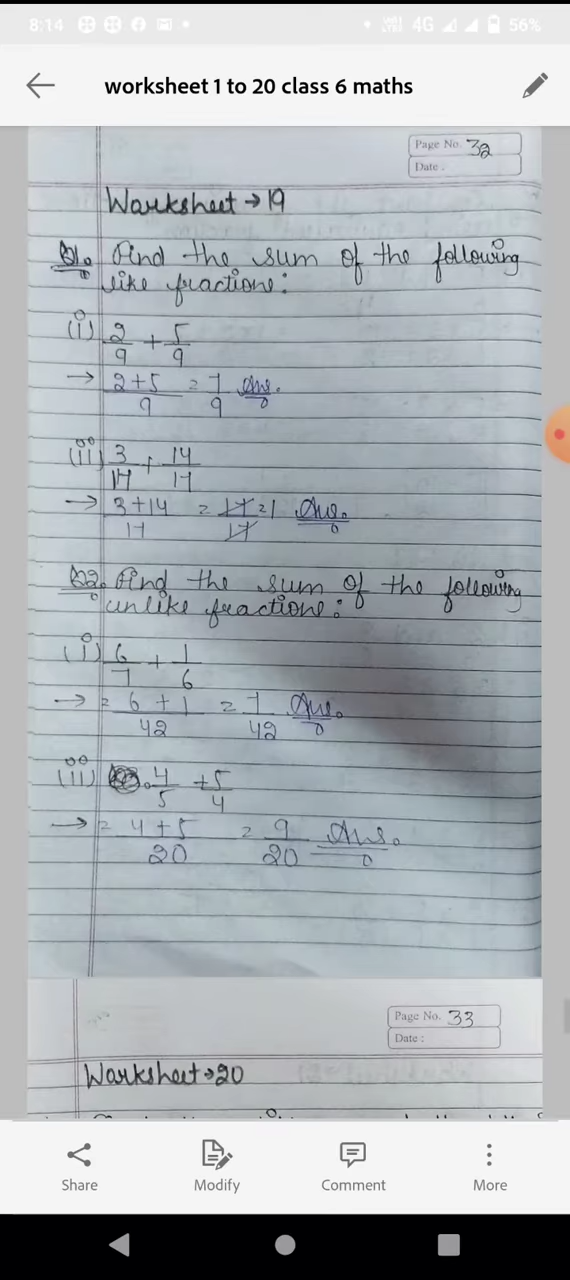 8:14
4G
56%
worksheet 1 to 20 class 6 maths
Page No. 32
Date.
Worksheet → 19
Q1. Find the sum of the following
like fractions:
(i) 2/9 + 5/9
→ 2+5/9 = 7/9 Ans.
(ii) 3/17 + 14/17
→ 3+14/17 = 17/17 = 1 Ans.
Q2. Find the sum of the following
unlike fractions:
(i) 6/7 + 1/6
→ = 6+1/42 = 7/42 Ans.
(ii) 4/5 + 5/4
→ = 4+5/20 = 9/20 Ans.
Page No. 33
Date:
Worksheet → 20
Share
Modify
Comment
More